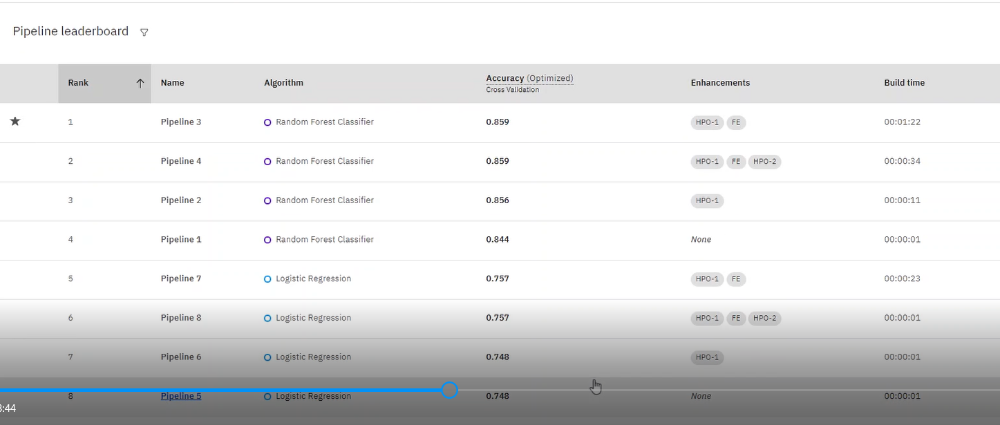 Pipeline leaderboard
Rank Name Algorithm Accuracy (Optimized) Enhancements Build time
Cross Validation
1 Pipeline 3 Random Forest Classifier 0.859 HPO-1 FE 00:01:22
2 Pipeline 4 Random Forest Classifier 0.859 HPO-1 FE HPO-2 00:00:34
3 Pipeline 2 Random Forest Classifier 0.856 HPO-1 00:00:11
4 Pipeline 1 Random Forest Classifier 0.844 None 00:00:01
5 Pipeline 7 Logistic Regression 0.757 HPO-1 FE 00:00:23
6 Pipeline 8 Logistic Regression 0.757 HPO-1 FE HPO-2 00:00:01
7 Pipeline 6 Logistic Regression 0.748 HPO-1 00:00:01
8 Pipeline 5 Logistic Regression 0.748 None 00:00:01
:44